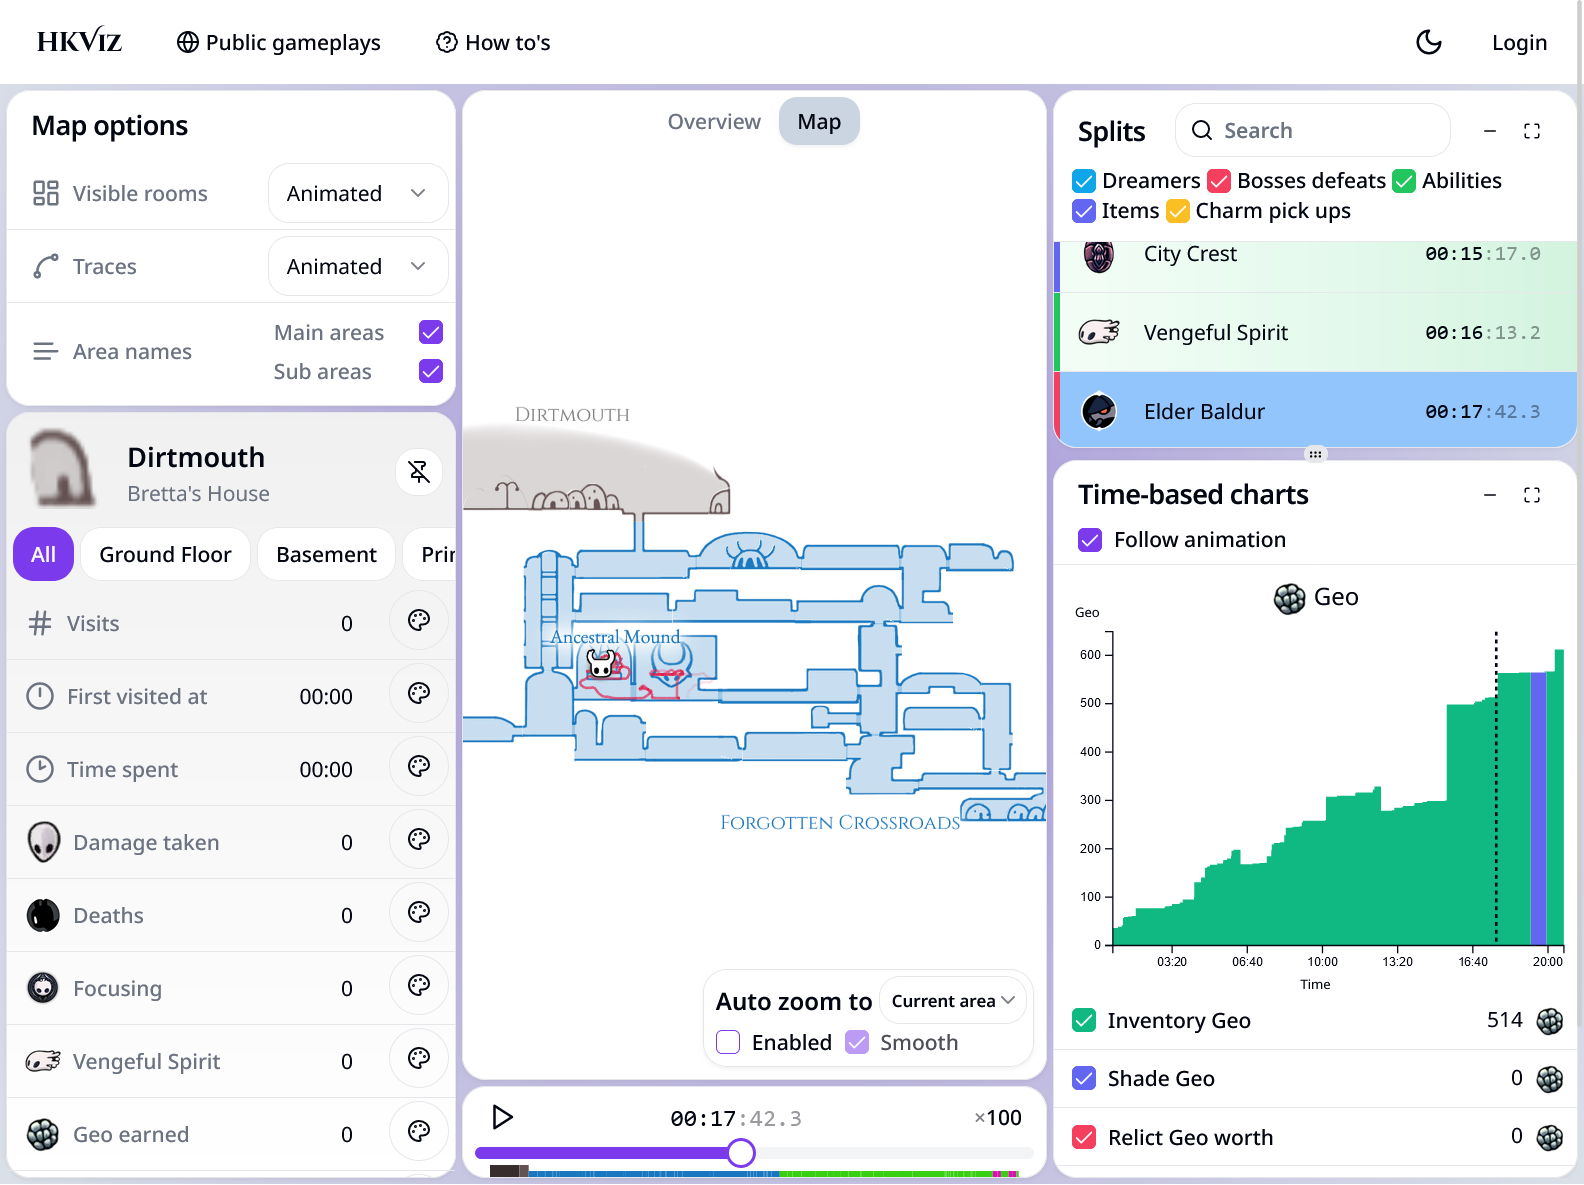 HKViz
Public gameplays
How to's
Login
Map options
Visible rooms
Animated
Traces
Animated
Area names
Main areas
Sub areas
Dirtmouth
Bretta's House
All
Ground Floor
Basement
Prin
Visits
0
First visited at
00:00
Time spent
00:00
Damage taken
0
Deaths
0
Focusing
0
Vengeful Spirit
0
Geo earned
0
Overview
Map
Dirtmouth
Ancestral Mound
Forgotten Crossroads
Auto zoom to
Current area
Enabled
Smooth
00:17:42.3
×100
Splits
Search
Dreamers
Bosses defeats
Abilities
Items
Charm pick ups
City Crest
00:15:17.0
Vengeful Spirit
00:16:13.2
Elder Baldur
00:17:42.3
Time-based charts
Follow animation
Geo
Geo
600
500
400
300
200
100
0
03:20
06:40
10:00
13:20
16:40
20:00
Time
Inventory Geo
514
Shade Geo
0
Relict Geo worth
0